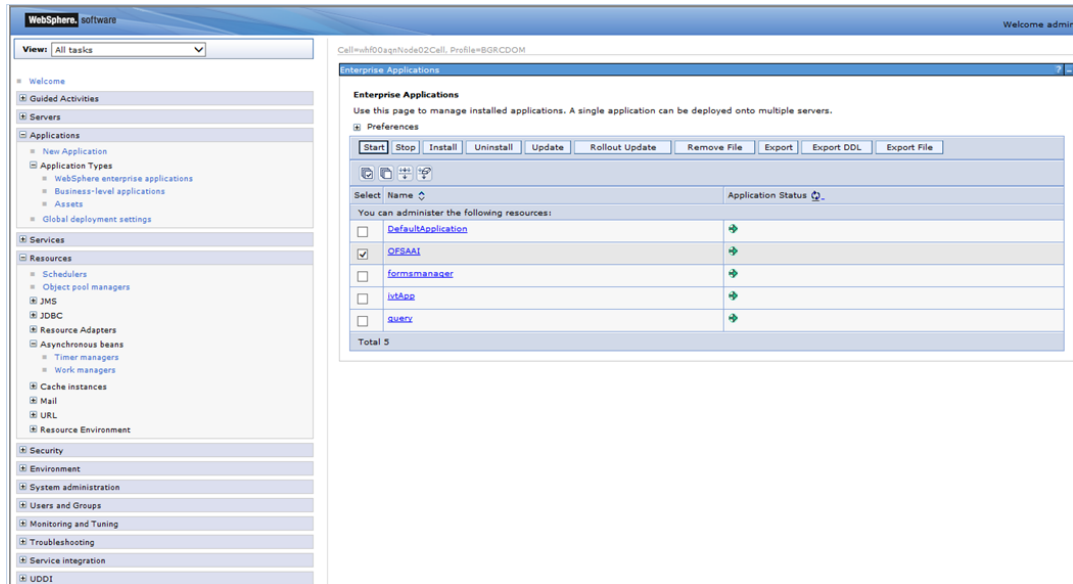 WebSphere. software
Welcome admin
View: All tasks
Cell=whf00aqnNode02Cell, Profile=BGRCDOM
Welcome
Guided Activities
Servers
Applications
New Application
Application Types
WebSphere enterprise applications
Business-level applications
Assets
Global deployment settings
Services
Resources
Schedulers
Object pool managers
JMS
JDBC
Resource Adapters
Asynchronous beans
Timer managers
Work managers
Cache instances
Mail
URL
Resource Environment
Security
Environment
System administration
Users and Groups
Monitoring and Tuning
Troubleshooting
Service integration
UDDI
Enterprise Applications ? -
Enterprise Applications
Use this page to manage installed applications. A single application can be deployed onto multiple servers.
Preferences
Start Stop Install Uninstall Update Rollout Update Remove File Export Export DDL Export File
Select Name Application Status
You can administer the following resources:
DefaultApplication
OFSAAI
formsmanager
ivtApp
query
Total 5